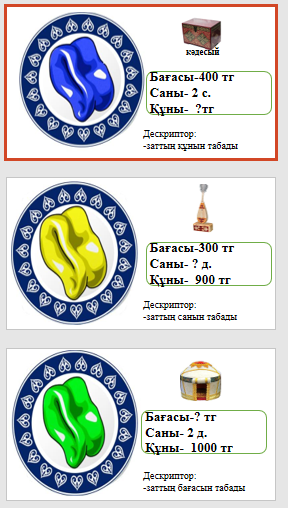 кәдесый
Бағасы-400 тг
Саны- 2 с.
Құны- ?тг
Дескриптор:
-заттың құнын табады
Бағасы-300 тг
Саны- ? д.
Құны- 900 тг
Дескриптор:
-заттың санын табады
Бағасы-? тг
Саны- 2 д.
Құны- 1000 тг
Дескриптор:
-заттың бағасын табады